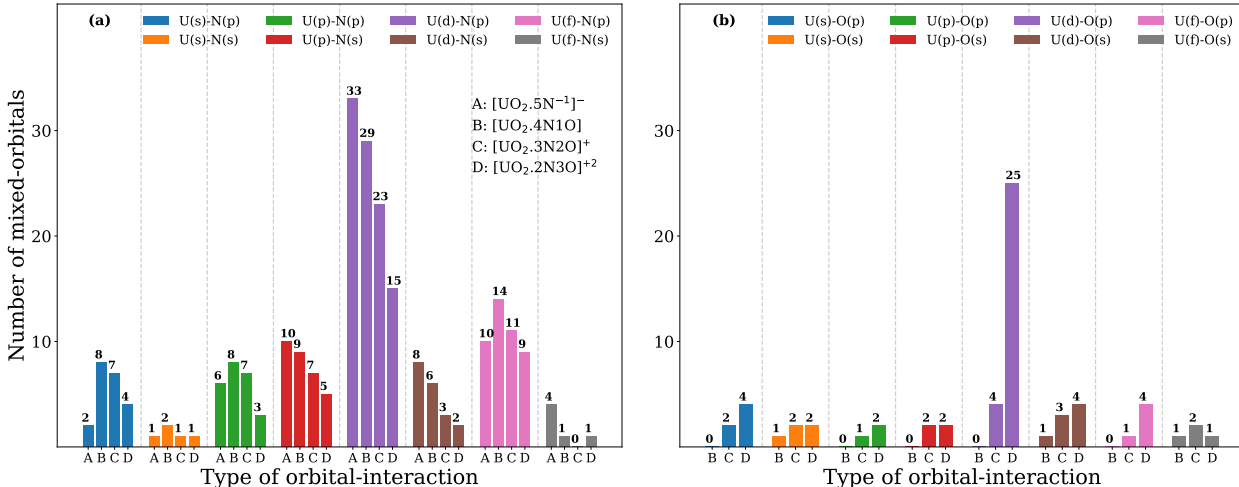 (a)
U(s)-N(p) U(p)-N(p) U(d)-N(p) U(f)-N(p)
U(s)-N(s) U(p)-N(s) U(d)-N(s) U(f)-N(s)
A: [UO₂.5N⁻¹]⁻
B: [UO₂.4N1O]
C: [UO₂.3N2O]⁺
D: [UO₂.2N3O]⁺²
Number of mixed-orbitals
30
20
10
2 8 7 4 1 2 1 1 6 8 7 3 10 9 7 5 33 29 23 15 8 6 3 2 10 14 11 9 4 1 0 1
A B C D A B C D A B C D A B C D A B C D A B C D A B C D A B C D
Type of orbital-interaction
(b)
U(s)-O(p) U(p)-O(p) U(d)-O(p) U(f)-O(p)
U(s)-O(s) U(p)-O(s) U(d)-O(s) U(f)-O(s)
30
20
10
0 2 4 1 2 2 0 1 2 0 2 2 0 4 25 1 3 4 0 1 4 1 2 1
B C D B C D B C D B C D B C D B C D B C D B C D
Type of orbital-interaction